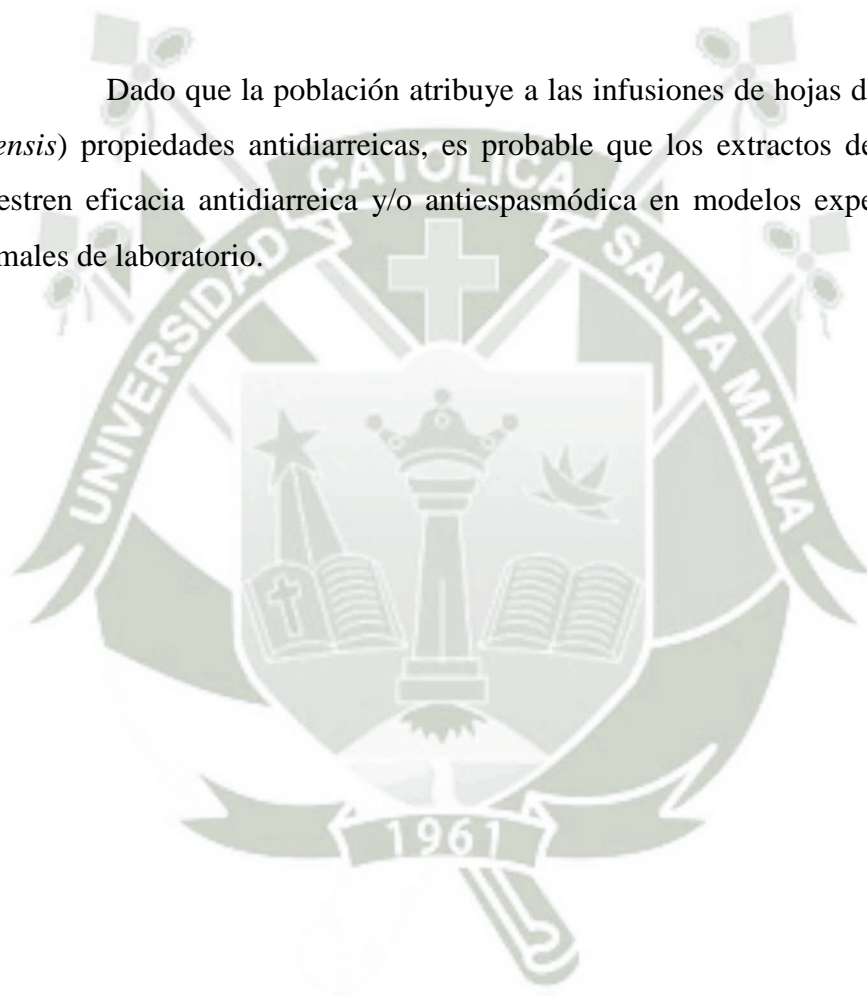 Dado que la población atribuye a las infusiones de hojas d
ensis) propiedades antidiarreicas, es probable que los extractos de
estren eficacia antidiarreica y/o antiespasmódica en modelos expe
males de laboratorio.
UNIVERSIDAD CATOLICA SANTA MARIA
1961